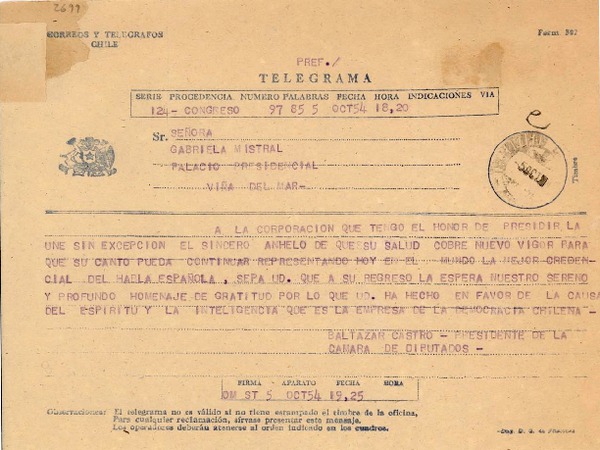 2699
CORREOS Y TELEGRAFOS
CHILE
Form 507
PREF./
TELEGRAMA
SERIE PROCEDENCIA NUMERO PALABRAS FECHA HORA INDICACIONES VIA
124- CONGRESO 97 85 5 OCT54 18,20
Sr. SEÑORA
GABRIELA MISTRAL
PALACIO PRESIDENCIAL
VIÑA DEL MAR-
Timbre
A LA CORPORACION QUE TENGO EL HONOR DE PRESIDIR LA
UNE SIN EXCEPCION EL SINCERO ANHELO DE QUESSU SALUD COBRE NUEVO VIGOR PARA
QUE SU CANTO PUEDA CONTINUAR REPRESENTANDO HOY EN EL MUNDO LA MEJOR CREDEN-
CIAL DEL HABLA ESPAÑOLA , SEPA UD. QUE A SU REGRESO LA ESPERA NUESTRO SERENO
Y PROFUNDO HOMENAJE DE GRATITUD POR LO QUE UD. HA HECHO EN FAVOR DE LA CAUSA
DEL ESPIRITU Y LA INTELIGENCIA QUE ES LA EMPRESA DE LA DEMOCRACIA CHILENA-
BALTAZAR CASTRO - PRESIDENTE DE LA
CAMARA DE DIPUTADOS -
FIRMA - APARATO FECHA HORA
OM ST 5 OCT54 19,25
Observaciones: El telegrama no es válido si no tiene estampado el timbre de la oficina,
Para cualquier reclamación, sírvase presentar este mensaje.
Los operadores deberán atenerse al orden indicado en los cuadros.